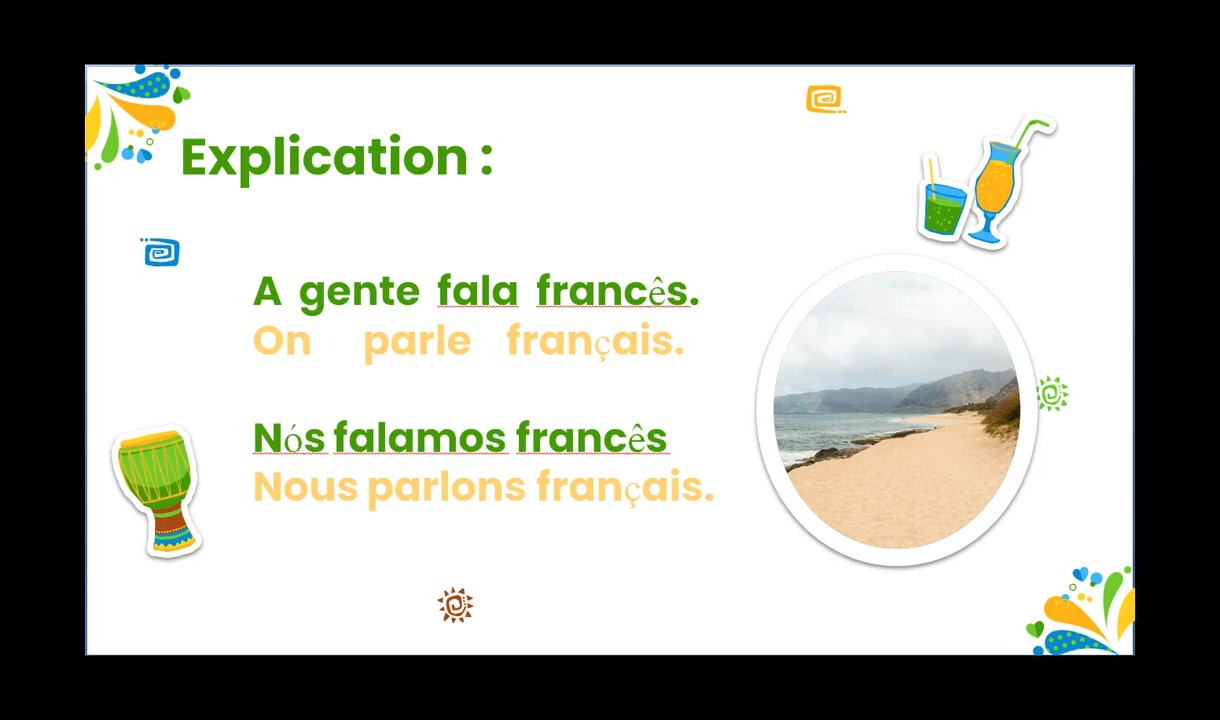 Explication :
A gente fala francês.
On parle français.
Nós falamos francês
Nous parlons français.